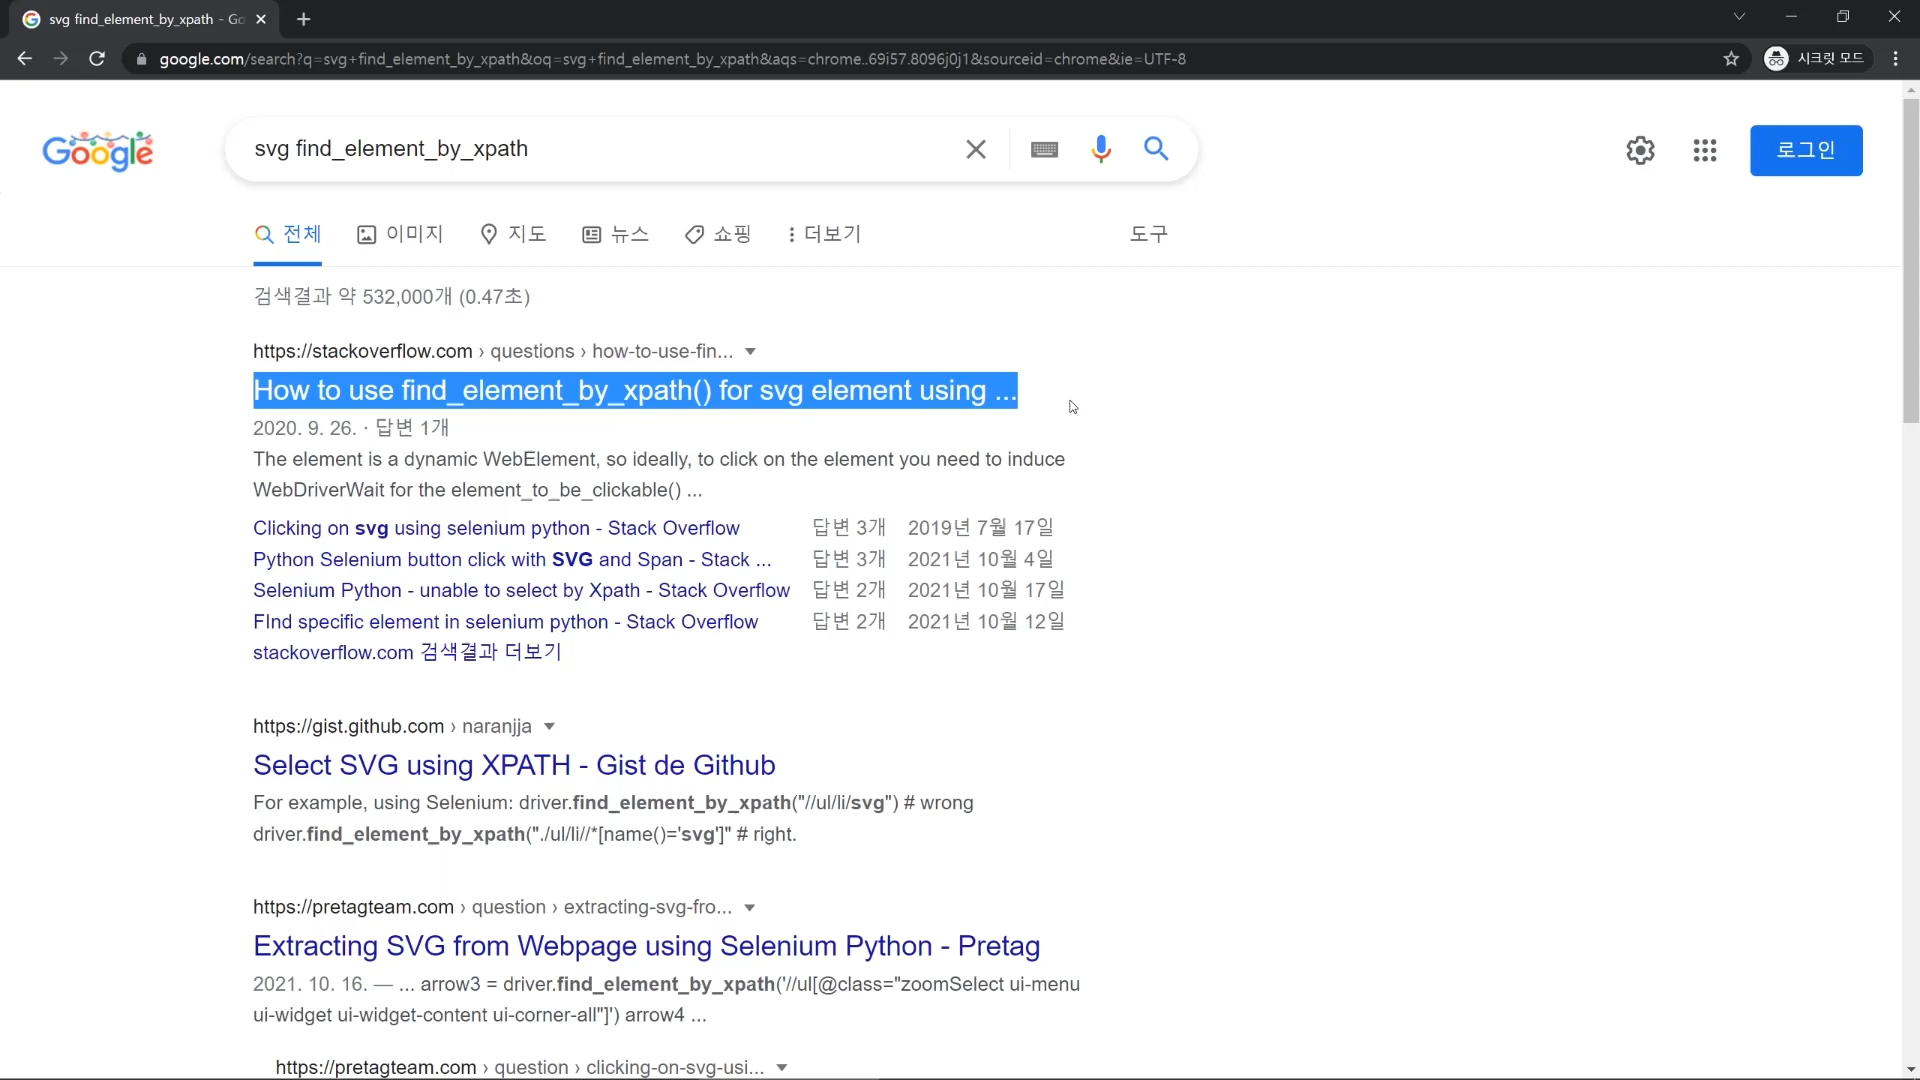 svg find_element_by_xpath - Go
google.com/search?q=svg+find_element_by_xpath&oq=svg+find_element_by_xpath&aqs=chrome..69i57.8096j0j1&sourceid=chrome&ie=UTF-8
시크릿 모드
Google
svg find_element_by_xpath
로그인
전체 이미지 지도 뉴스 쇼핑 더보기 도구
검색결과 약 532,000개 (0.47초)
https://stackoverflow.com › questions › how-to-use-fin...
How to use find_element_by_xpath() for svg element using ...
2020. 9. 26. · 답변 1개
The element is a dynamic WebElement, so ideally, to click on the element you need to induce
WebDriverWait for the element_to_be_clickable() ...
Clicking on svg using selenium python - Stack Overflow 답변 3개 2019년 7월 17일
Python Selenium button click with SVG and Span - Stack ... 답변 3개 2021년 10월 4일
Selenium Python - unable to select by Xpath - Stack Overflow 답변 2개 2021년 10월 17일
FInd specific element in selenium python - Stack Overflow 답변 2개 2021년 10월 12일
stackoverflow.com 검색결과 더보기
https://gist.github.com › naranjja
Select SVG using XPATH - Gist de Github
For example, using Selenium: driver.find_element_by_xpath("//ul/li/svg") # wrong
driver.find_element_by_xpath("./ul/li//*[name()='svg']" # right.
https://pretagteam.com › question › extracting-svg-fro...
Extracting SVG from Webpage using Selenium Python - Pretag
2021. 10. 16. — ... arrow3 = driver.find_element_by_xpath('//ul[@class="zoomSelect ui-menu
ui-widget ui-widget-content ui-corner-all"]') arrow4 ...
https://pretagteam.com › question › clicking-on-svg-usi...